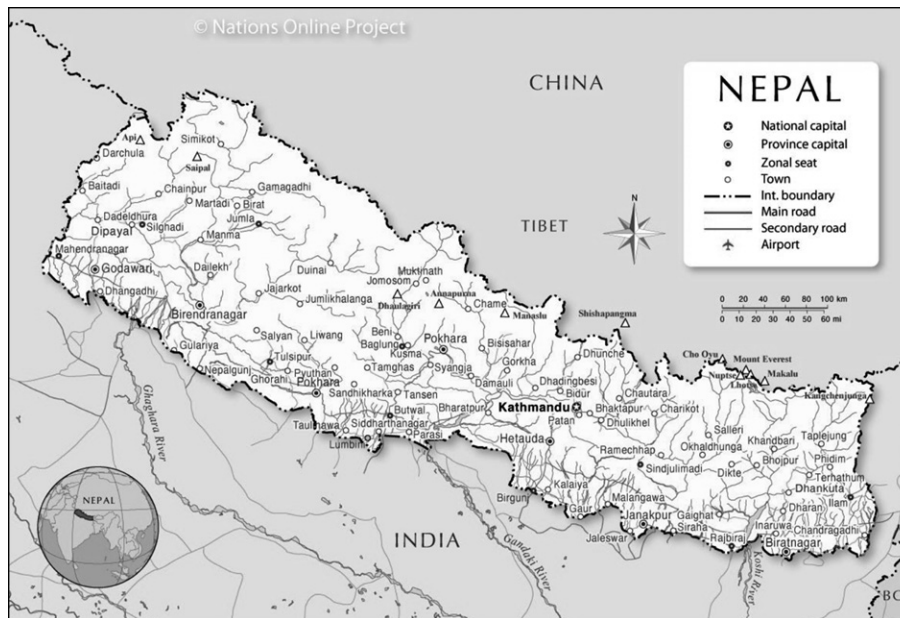 © Nations Online Project
CHINA
NEPAL
National capital
Province capital
Zonal seat
Town
Int. boundary
Main road
Secondary road
Airport
N
TIBET
0 20 40 100 km
0 20 40 60 mi
Api
Simikot
Darchula
Saipal
Baitadi
Chainpur
Gamagadhi
Martadi
Birat
Dadeldhura
Jumla
Dipayal
Silghadi
Manma
Mahendranagar
Godawari
Dailekh
Duinai
Muktinath
Jomosom
Dhangadhi
Jajarkot
Jumlikhalanga
Dhaulagiri
s Annapurna
Chame
Manaslu
Shishapangma
Birendranagar
Gulariya
Salyan
Liwang
Beni
Baglung
Kusma
Pokhara
Bisisahar
Dhunche
Cho Oyu
Mount Everest
Nuptse
Makalu
Lhotse
Kangchenjunga
Tulsipur
Nepalgunj
Ghorahi
Pyuthan
Pokhara
Tamghas
Syangja
Gorkha
Damauli
Dhadingbesi
Bidur
Chautara
Sandhikharka
Tansen
Bharatpur
Kathmandu
Bhaktapur
Charikot
Patan
Dhulikhel
Salleri
Butwal
Taulihawa
Siddharthanagar
Parasi
Lumbini
Hetauda
Ramechhap
Okhaldhunga
Khandbari
Taplejung
Sindjulimadi
Dikte
Bhojpur
Phidim
Terhathum
Dhankuta
Ilam
Kalaiya
Birgunj
Gaur
Malangawa
Janakpur
Jaleswar
Gaighat
Siraha
Rajbiraj
Dharan
Inaruwa
Chandragadhi
Biratnagar
Ghaghara River
Gandaki River
Koshi River
INDIA
NEPAL